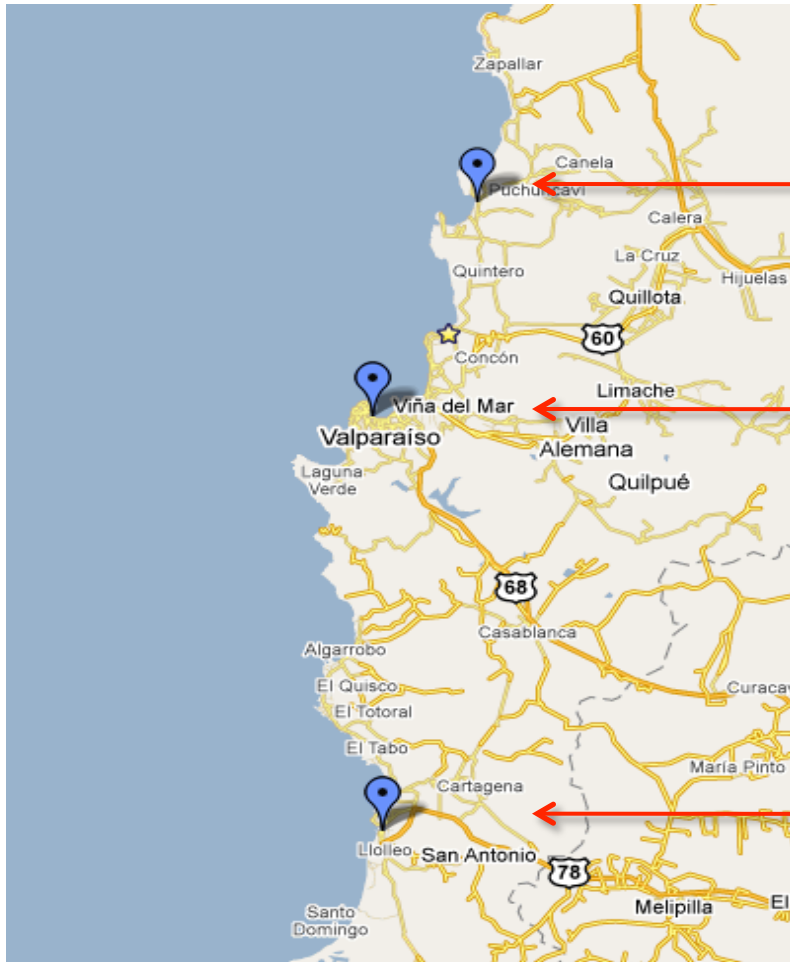 Zapallar
Canela
Puchuncaví
Calera
La Cruz
Hijuelas
Quintero
Quillota
60
Concón
Limache
Viña del Mar
Villa
Alemana
Valparaíso
Laguna
Verde
Quilpué
68
Casablanca
Algarrobo
El Quisco
Curacav
El Totoral
El Tabo
María Pinto
Cartagena
Llolleo
San Antonio
78
Melipilla
El
Santo
Domingo